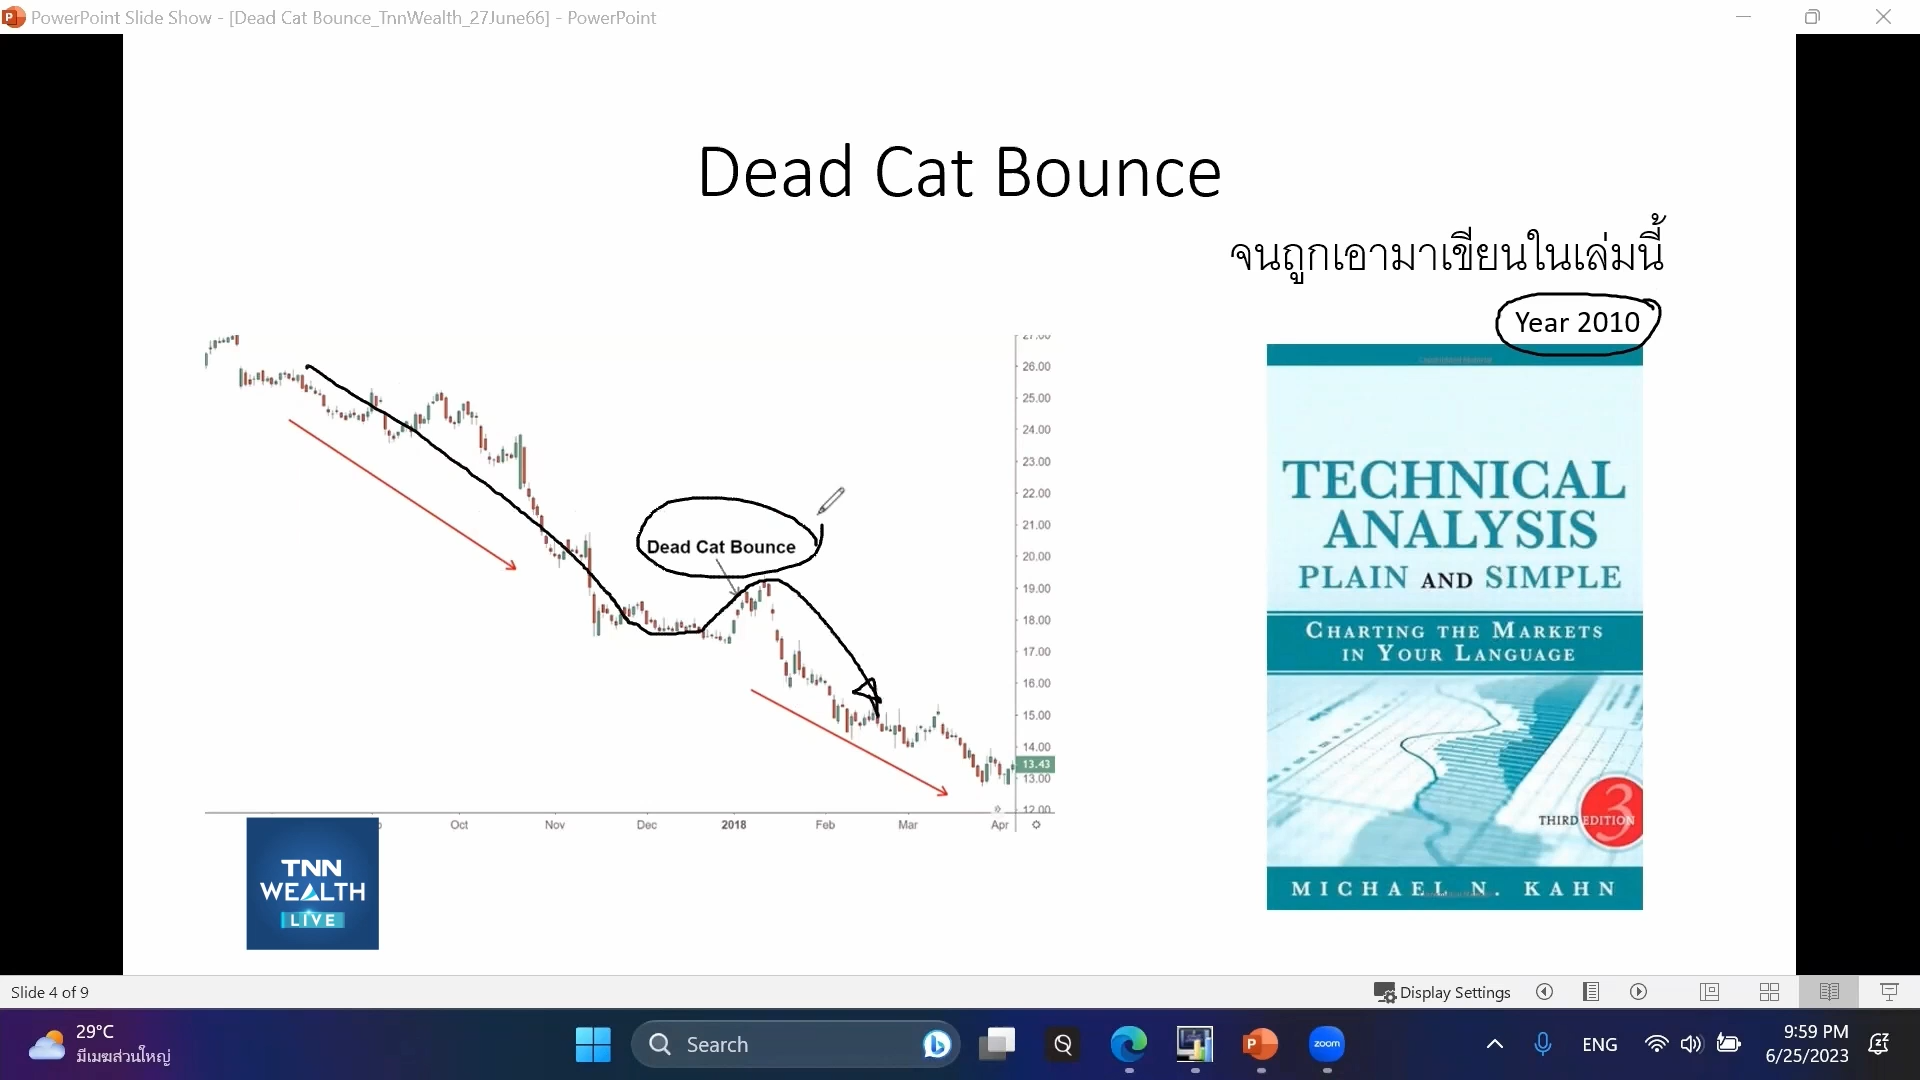 PowerPoint Slide Show - [Dead Cat Bounce_TnnWealth_27June66] - PowerPoint
Dead Cat Bounce
จนถูกเอามาเขียนในเล่มนี้
Year 2010
27.00
26.00
25.00
24.00
23.00
22.00
21.00
20.00
19.00
18.00
17.00
16.00
15.00
14.00
13.43
13.00
12.00
Dead Cat Bounce
Oct Nov Dec 2018 Feb Mar Apr
TECHNICAL
ANALYSIS
PLAIN AND SIMPLE
CHARTING THE MARKETS
IN YOUR LANGUAGE
THIRD EDITION
3
MICHAEL N. KAHN
TNN
WEALTH
LIVE
Slide 4 of 9
Display Settings
29°C
มีเมฆส่วนใหญ่
Search
zoom
ENG
9:59 PM
6/25/2023